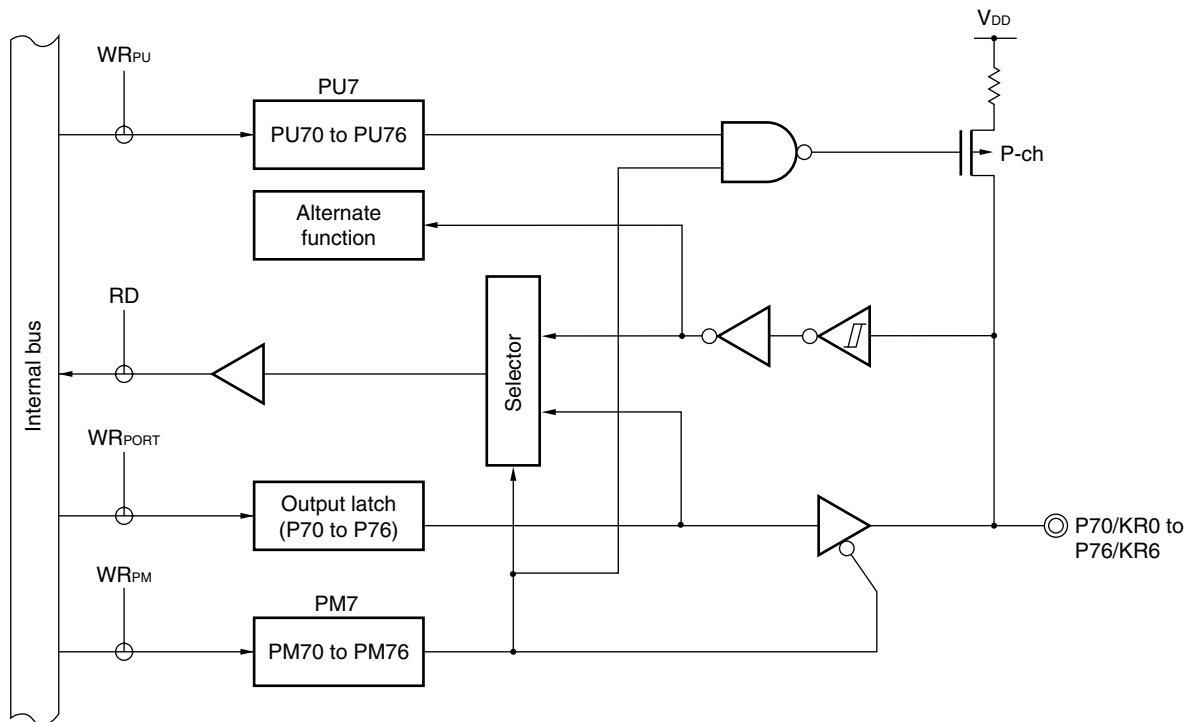 VDD
WRPU
PU7
PU70 to PU76
P-ch
Alternate
function
RD
Internal bus
Selector
WRPORT
Output latch
(P70 to P76)
P70/KR0 to
P76/KR6
WRPM
PM7
PM70 to PM76